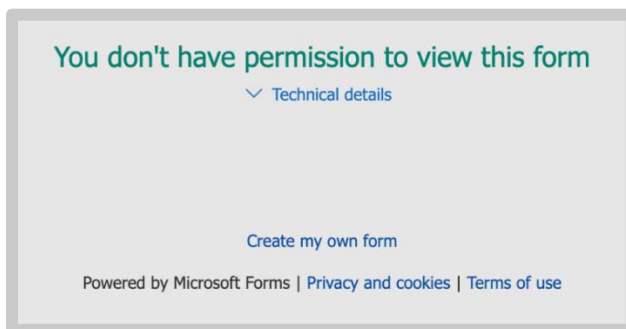 You don't have permission to view this form
Technical details
Create my own form
Powered by Microsoft Forms | Privacy and cookies | Terms of use